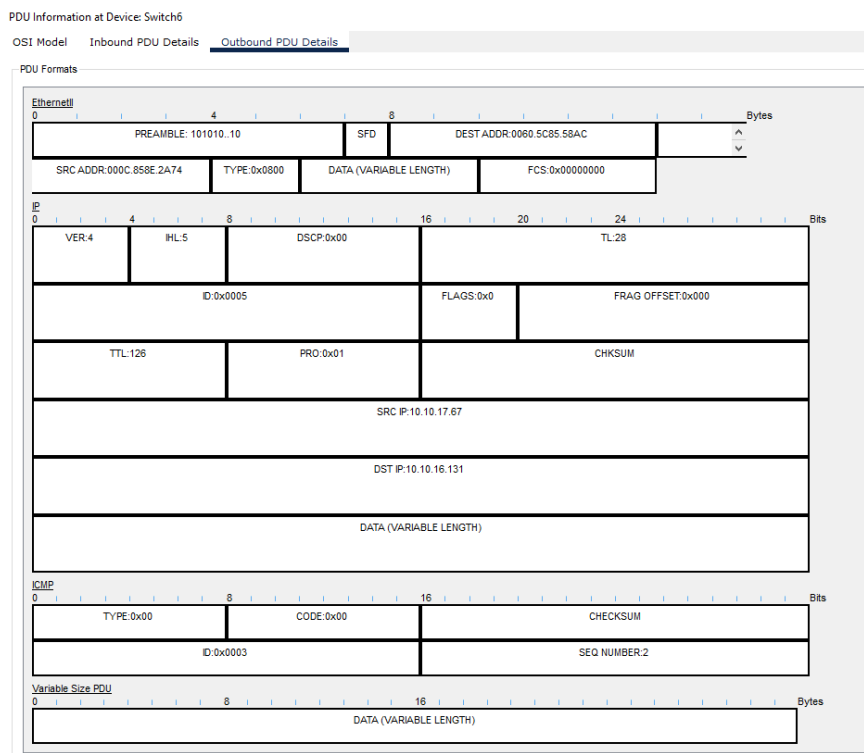 PDU Information at Device: Switch6
OSI Model Inbound PDU Details Outbound PDU Details
PDU Formats
EthernetII
0 4 8 Bytes
PREAMBLE: 101010..10 SFD DEST ADDR:0060.5C85.58AC
SRC ADDR:000C.858E.2A74 TYPE:0x0800 DATA (VARIABLE LENGTH) FCS:0x00000000
IP
0 4 8 16 20 24 Bits
VER:4 IHL:5 DSCP:0x00 TL:28
ID:0x0005 FLAGS:0x0 FRAG OFFSET:0x000
TTL:126 PRO:0x01 CHKSUM
SRC IP:10.10.17.67
DST IP:10.10.16.131
DATA (VARIABLE LENGTH)
ICMP
0 8 16 Bits
TYPE:0x00 CODE:0x00 CHECKSUM
ID:0x0003 SEQ NUMBER:2
Variable Size PDU
0 8 16 Bytes
DATA (VARIABLE LENGTH)